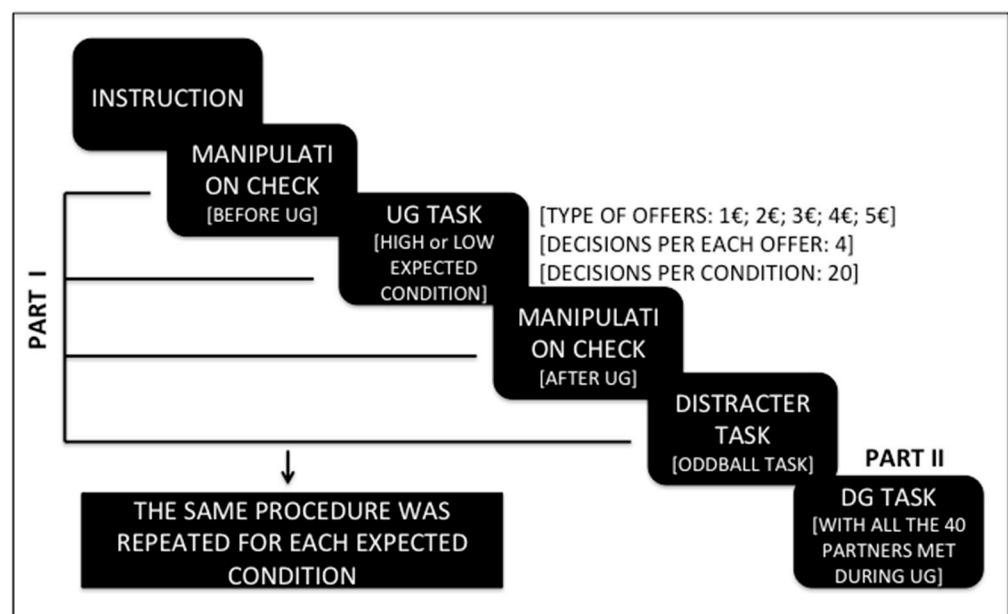 INSTRUCTION
MANIPULATI
ON CHECK
[BEFORE UG]
UG TASK
[HIGH or LOW
EXPECTED
CONDITION]
[TYPE OF OFFERS: 1€; 2€; 3€; 4€; 5€]
[DECISIONS PER EACH OFFER: 4]
[DECISIONS PER CONDITION: 20]
PART I
MANIPULATI
ON CHECK
[AFTER UG]
DISTRACTER
TASK
[ODDBALL TASK]
PART II
DG TASK
[WITH ALL THE 40
PARTNERS MET
DURING UG]
THE SAME PROCEDURE WAS
REPEATED FOR EACH EXPECTED
CONDITION